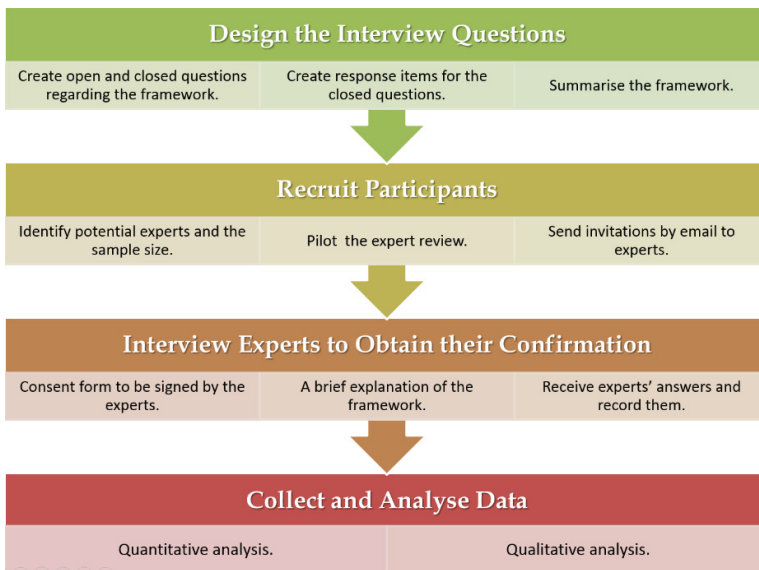 Design the Interview Questions
Create open and closed questions
regarding the framework.
Create response items for the
closed questions.
Summarise the framework.
Recruit Participants
Identify potential experts and the
sample size.
Pilot the expert review.
Send invitations by email to
experts.
Interview Experts to Obtain their Confirmation
Consent form to be signed by the
experts.
A brief explanation of the
framework.
Receive experts’ answers and
record them.
Collect and Analyse Data
Quantitative analysis.
Qualitative analysis.